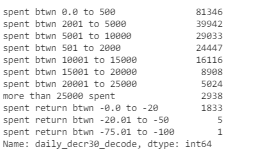 spent btwn 0.0 to 500 81346
spent btwn 2001 to 5000 39942
spent btwn 5001 to 10000 29033
spent btwn 501 to 2000 24447
spent btwn 10001 to 15000 16116
spent btwn 15001 to 20000 8908
spent btwn 20001 to 25000 5024
more than 25000 spent 2938
spent return btwn -0.0 to -20 1833
spent return btwn -20.01 to -50 5
spent return btwn -75.01 to -100 1
Name: daily_decr30_decode, dtype: int64